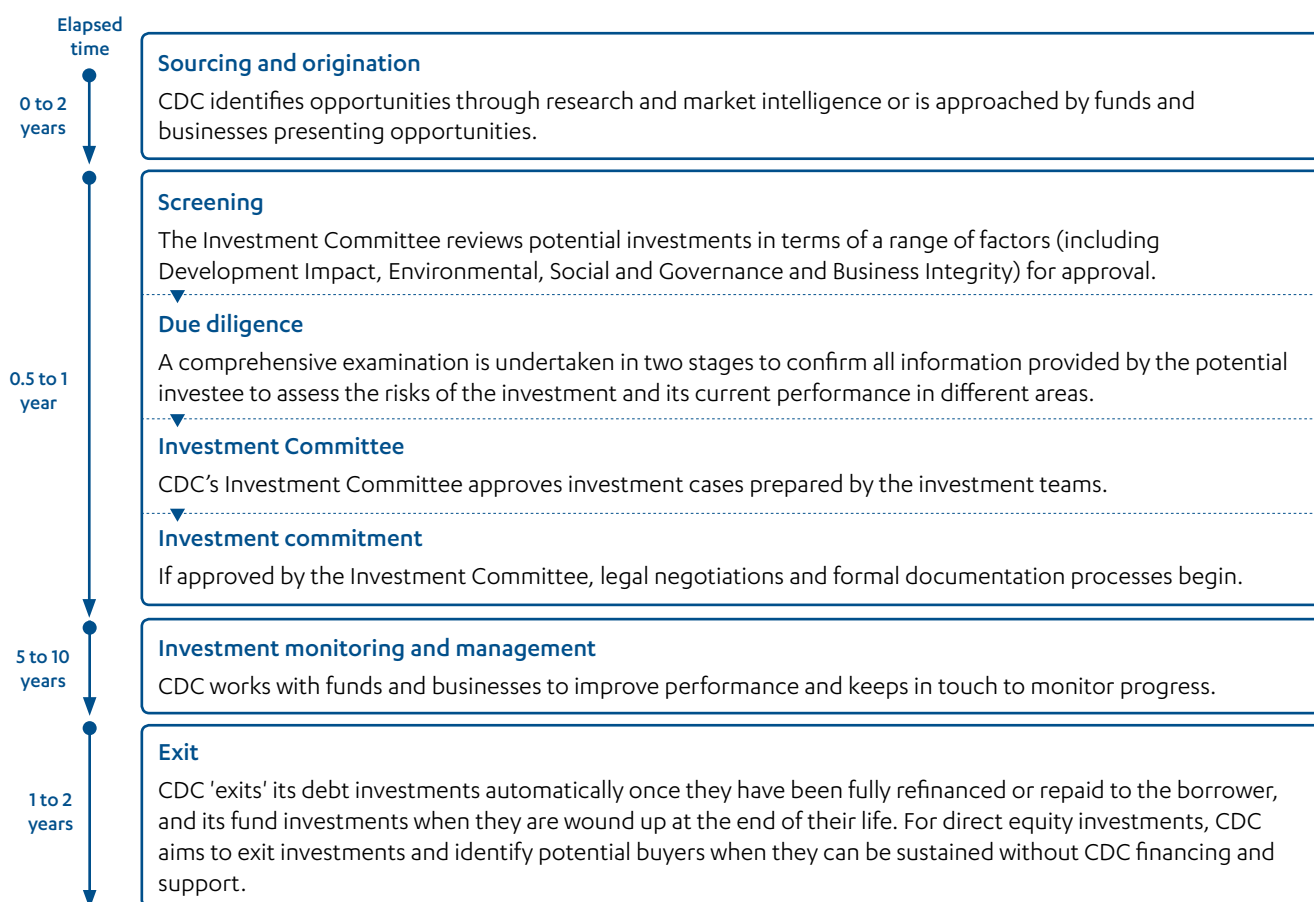 Elapsed
time
0 to 2
years
Sourcing and origination
CDC identifies opportunities through research and market intelligence or is approached by funds and
businesses presenting opportunities.
0.5 to 1
year
Screening
The Investment Committee reviews potential investments in terms of a range of factors (including
Development Impact, Environmental, Social and Governance and Business Integrity) for approval.
Due diligence
A comprehensive examination is undertaken in two stages to confirm all information provided by the potential
investee to assess the risks of the investment and its current performance in different areas.
Investment Committee
CDC’s Investment Committee approves investment cases prepared by the investment teams.
Investment commitment
If approved by the Investment Committee, legal negotiations and formal documentation processes begin.
5 to 10
years
Investment monitoring and management
CDC works with funds and businesses to improve performance and keeps in touch to monitor progress.
1 to 2
years
Exit
CDC 'exits' its debt investments automatically once they have been fully refinanced or repaid to the borrower,
and its fund investments when they are wound up at the end of their life. For direct equity investments, CDC
aims to exit investments and identify potential buyers when they can be sustained without CDC financing and
support.